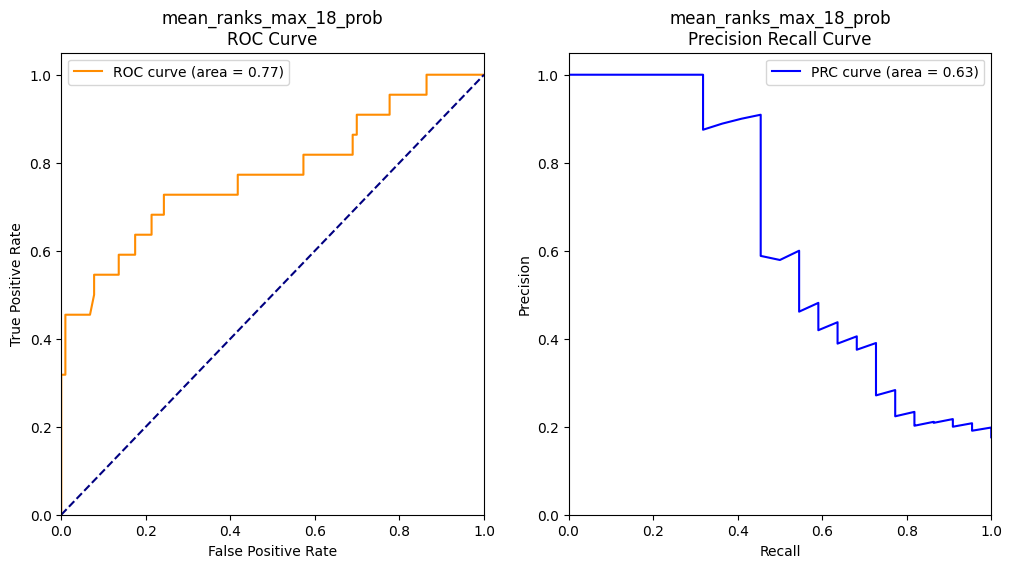 mean_ranks_max_18_prob
ROC Curve
ROC curve (area = 0.77)
1.0
0.8
0.6
0.4
0.2
0.0
True Positive Rate
0.0 0.2 0.4 0.6 0.8 1.0
False Positive Rate
mean_ranks_max_18_prob
Precision Recall Curve
PRC curve (area = 0.63)
1.0
0.8
0.6
0.4
0.2
0.0
Precision
0.0 0.2 0.4 0.6 0.8 1.0
Recall